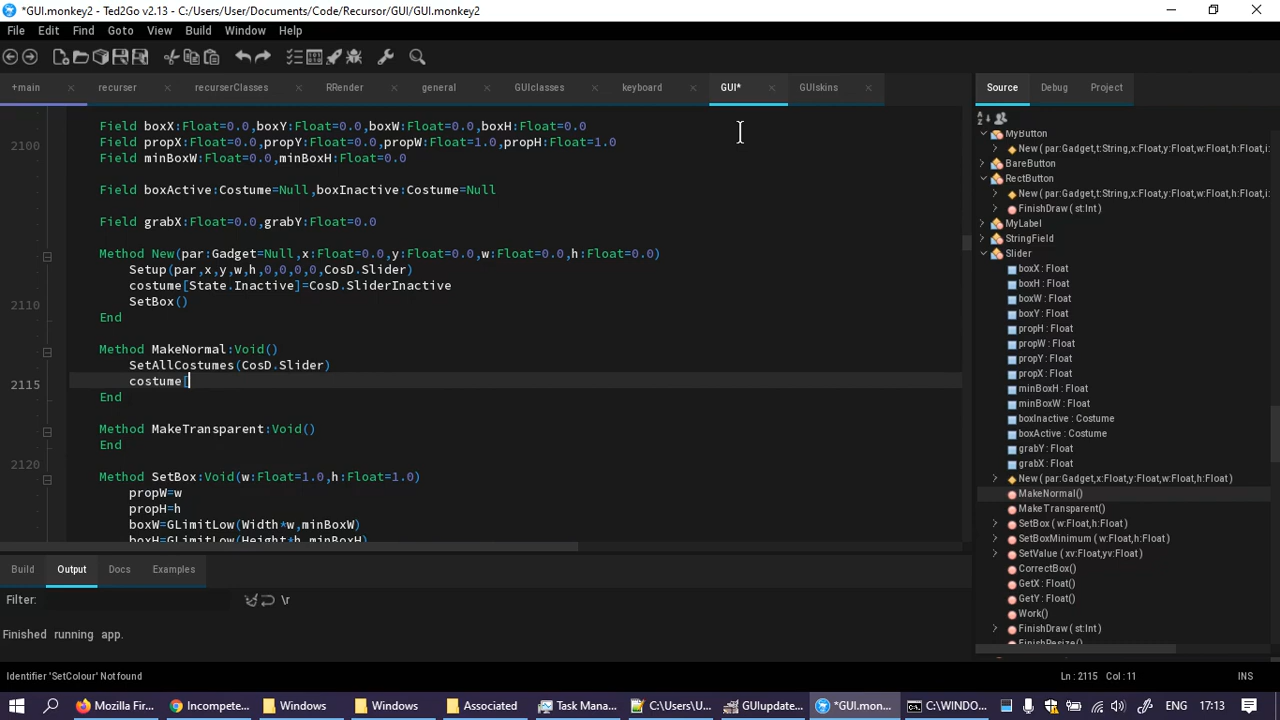 *GUI.monkey2 - Ted2Go v2.13 - C:/Users/User/Documents/Code/Recursor/GUI/GUI.monkey2
File Edit Find Goto View Build Window Help
+main recurser recurserClasses RRender general GUIclasses keyboard GUI* GUIskins
Source Debug Project
Field boxX:Float=0.0,boxY:Float=0.0,boxW:Float=0.0,boxH:Float=0.0
2100 Field propX:Float=0.0,propY:Float=0.0,propW:Float=1.0,propH:Float=1.0
Field minBoxW:Float=0.0,minBoxH:Float=0.0
Field boxActive:Costume=Null,boxInactive:Costume=Null
Field grabX:Float=0.0,grabY:Float=0.0
Method New(par:Gadget=Null,x:Float=0.0,y:Float=0.0,w:Float=0.0,h:Float=0.0)
Setup(par,x,y,w,h,0,0,0,0,CosD.Slider)
costume[State.Inactive]=CosD.SliderInactive
2110 SetBox()
End
Method MakeNormal:Void()
SetAllCostumes(CosD.Slider)
2115 costume[
End
Method MakeTransparent:Void()
End
2120
Method SetBox:Void(w:Float=1.0,h:Float=1.0)
propW=w
propH=h
boxW=GLimitLow(Width*w,minBoxW)
boxH=GLimitLow(Height*h,minBoxH)
MyButton
New ( par:Gadget,t:String,x:Float,y:Float,w:Float,h:Float,i:
BareButton
RectButton
New ( par:Gadget,t:String,x:Float,y:Float,w:Float,h:Float,i:
FinishDraw ( st:Int )
MyLabel
StringField
Slider
boxX : Float
boxH : Float
boxW : Float
boxY : Float
propH : Float
propW : Float
propY : Float
propX : Float
minBoxH : Float
minBoxW : Float
boxInactive : Costume
boxActive : Costume
grabY : Float
grabX : Float
New ( par:Gadget,x:Float,y:Float,w:Float,h:Float )
MakeNormal()
MakeTransparent()
SetBox ( w:Float,h:Float )
SetBoxMinimum ( w:Float,h:Float )
SetValue ( xv:Float,yv:Float )
CorrectBox()
GetX : Float()
GetY : Float()
Work()
FinishDraw ( st:Int )
FinishResize()
Build Output Docs Examples
Filter: \r
Finished running app.
Identifier 'SetColour' Not found Ln : 2115 Col : 11 INS
Mozilla Fir... Incompete... Windows Windows Associated Task Mana... C:\Users\U... GUIupdate... *GUI.mon... C:\WINDO... 17:13